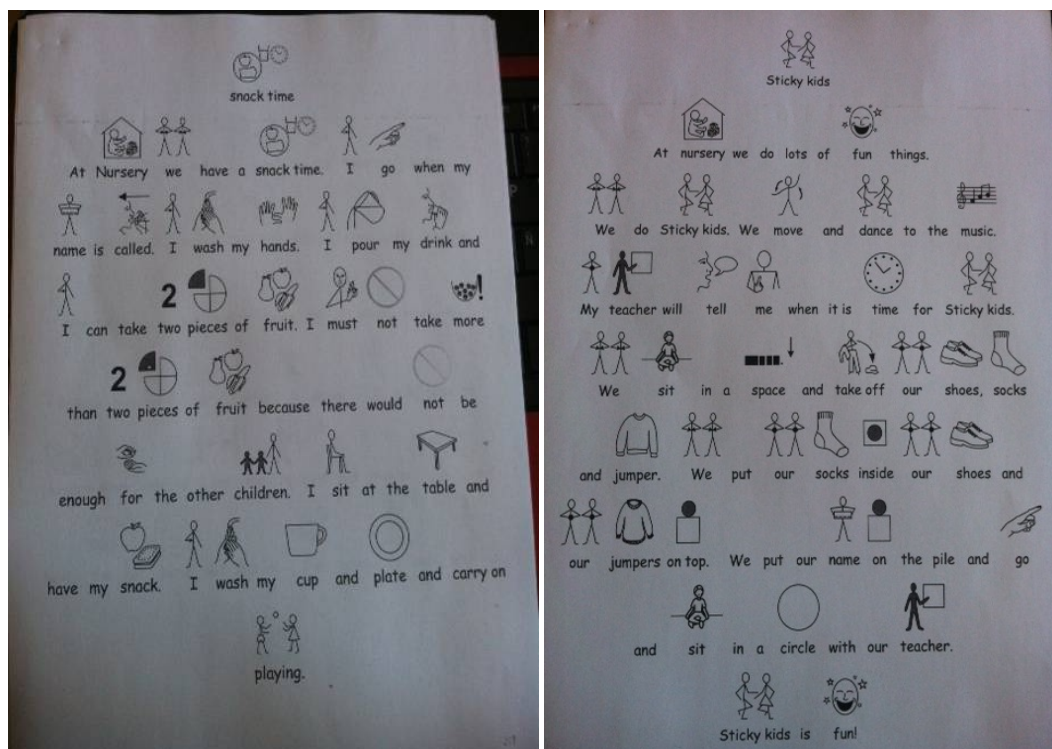 snack time
At Nursery we have a snack time. I go when my
name is called. I wash my hands. I pour my drink and
2
I can take two pieces of fruit. I must not take more
2
than two pieces of fruit because there would not be
enough for the other children. I sit at the table and
have my snack. I wash my cup and plate and carry on
playing.
Sticky kids
At nursery we do lots of fun things.
We do Sticky kids. We move and dance to the music.
My teacher will tell me when it is time for Sticky kids.
We sit in a space and take off our shoes, socks
and jumper. We put our socks inside our shoes and
our jumpers on top. We put our name on the pile and go
and sit in a circle with our teacher.
Sticky kids is fun!